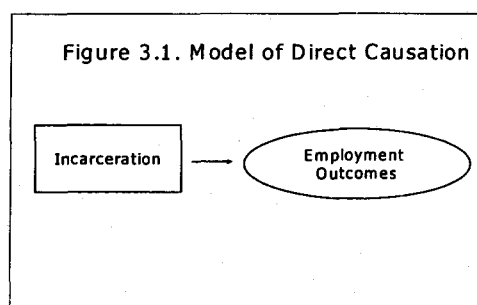 Figure 3.1. Model of Direct Causation
Incarceration
Employment
Outcomes